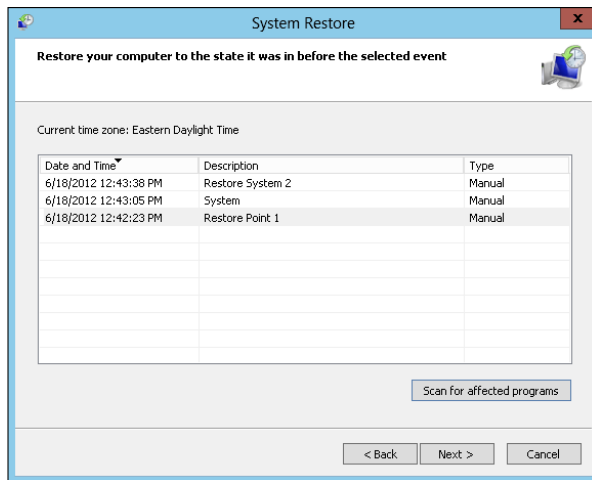 System Restore
x
Restore your computer to the state it was in before the selected event
Current time zone: Eastern Daylight Time
Date and Time Description Type
6/18/2012 12:43:38 PM Restore System 2 Manual
6/18/2012 12:43:05 PM System Manual
6/18/2012 12:42:23 PM Restore Point 1 Manual
Scan for affected programs
< Back Next > Cancel